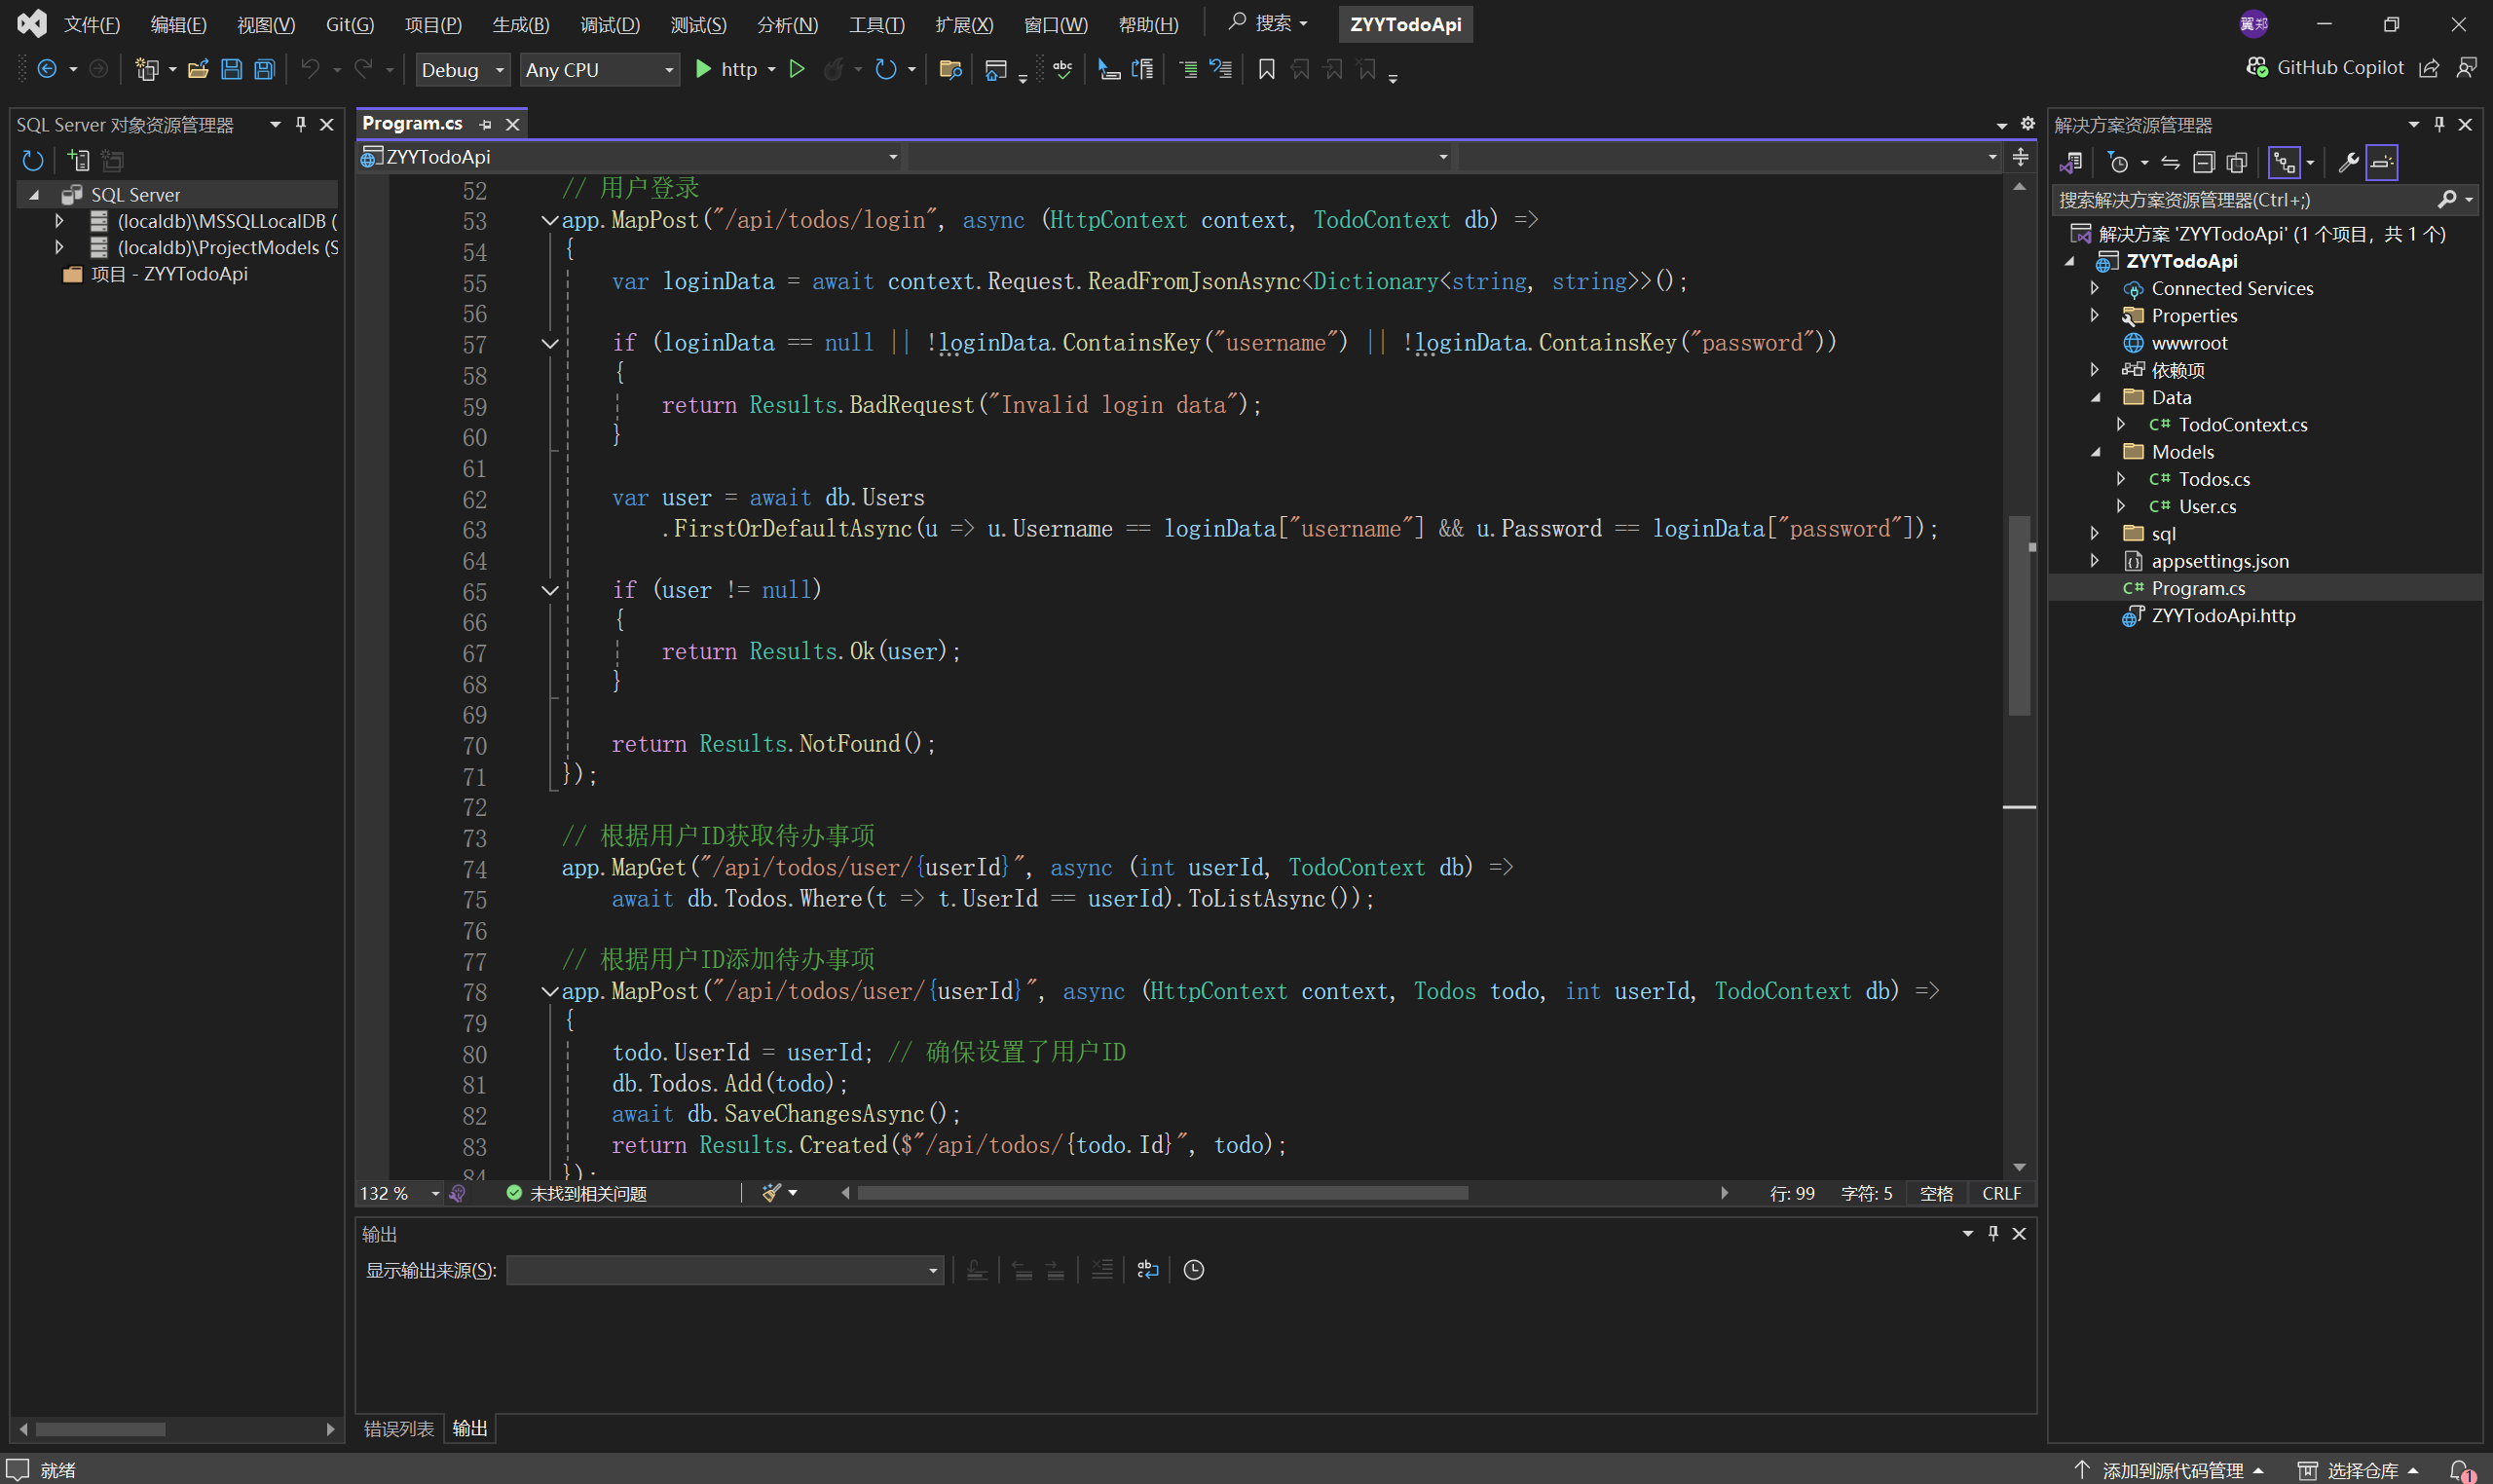 文件(F) 编辑(E) 视图(V) Git(G) 项目(P) 生成(B) 调试(D) 测试(S) 分析(N) 工具(T) 扩展(X) 窗口(W) 帮助(H) 搜索 ZYYTodoApi 翼郑
Debug Any CPU http abc GitHub Copilot
SQL Server 对象资源管理器
SQL Server
(localdb)\MSSQLLocalDB (
(localdb)\ProjectModels (S
项目 - ZYYTodoApi
Program.cs
ZYYTodoApi
52 // 用户登录
53 app.MapPost("/api/todos/login", async (HttpContext context, TodoContext db) =>
54 {
55 var loginData = await context.Request.ReadFromJsonAsync<Dictionary<string, string>>();
56
57 if (loginData == null || !loginData.ContainsKey("username") || !loginData.ContainsKey("password"))
58 {
59 return Results.BadRequest("Invalid login data");
60 }
61
62 var user = await db.Users
63 .FirstOrDefaultAsync(u => u.Username == loginData["username"] && u.Password == loginData["password"]);
64
65 if (user != null)
66 {
67 return Results.Ok(user);
68 }
69
70 return Results.NotFound();
71 });
72
73 // 根据用户ID获取待办事项
74 app.MapGet("/api/todos/user/{userId}", async (int userId, TodoContext db) =>
75 await db.Todos.Where(t => t.UserId == userId).ToListAsync());
76
77 // 根据用户ID添加待办事项
78 app.MapPost("/api/todos/user/{userId}", async (HttpContext context, Todos todo, int userId, TodoContext db) =>
79 {
80 todo.UserId = userId; // 确保设置了用户ID
81 db.Todos.Add(todo);
82 await db.SaveChangesAsync();
83 return Results.Created($"/api/todos/{todo.Id}", todo);
84 });
132 % 未找到相关问题 行: 99 字符: 5 空格 CRLF
输出
显示输出来源(S):
错误列表 输出
解决方案资源管理器
搜索解决方案资源管理器(Ctrl+;)
解决方案 'ZYYTodoApi' (1 个项目，共 1 个)
ZYYTodoApi
Connected Services
Properties
wwwroot
依赖项
Data
C# TodoContext.cs
Models
C# Todos.cs
C# User.cs
sql
appsettings.json
C# Program.cs
ZYYTodoApi.http
就绪 添加到源代码管理 选择仓库 1